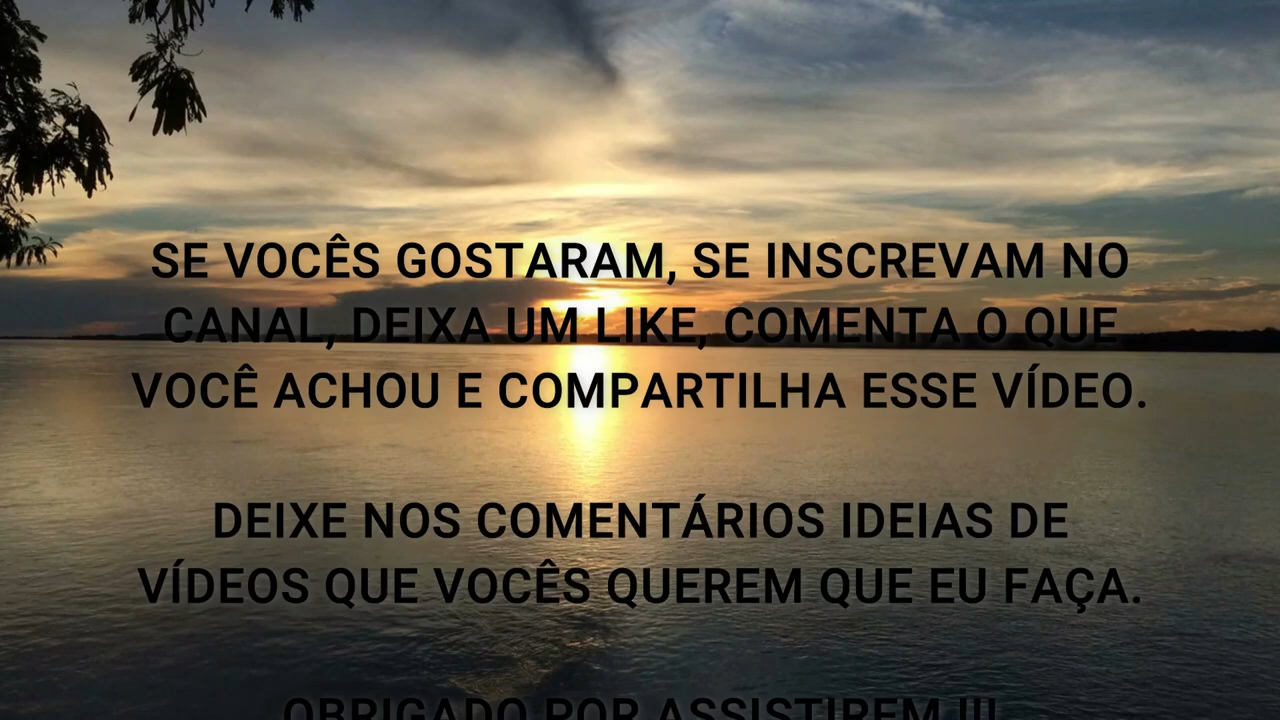 SE VOCÊS GOSTARAM, SE INSCREVAM NO
CANAL, DEIXA UM LIKE, COMENTA O QUE
VOCÊ ACHOU E COMPARTILHA ESSE VÍDEO.
DEIXE NOS COMENTÁRIOS IDEIAS DE
VÍDEOS QUE VOCÊS QUEREM QUE EU FAÇA.
OBRIGADO POR ASSISTIREM !!!